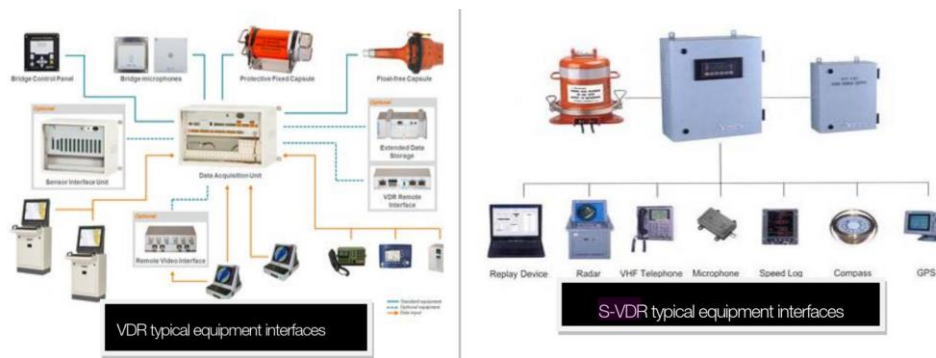 Bridge Control Panel
Bridge microphones
Protective Fixed Capsule
Float-free Capsule
Optional
Sensor Interface Unit
Data Acquisition Unit
Optional
Extended Data
Storage
VDR Remote
Interface
Optional
Remote Video Interface
Standard equipment
Optional equipment
Data input
VDR typical equipment interfaces
Replay Device
Radar
VHF Telephone
Microphone
Speed Log
Compass
GPS
S-VDR typical equipment interfaces